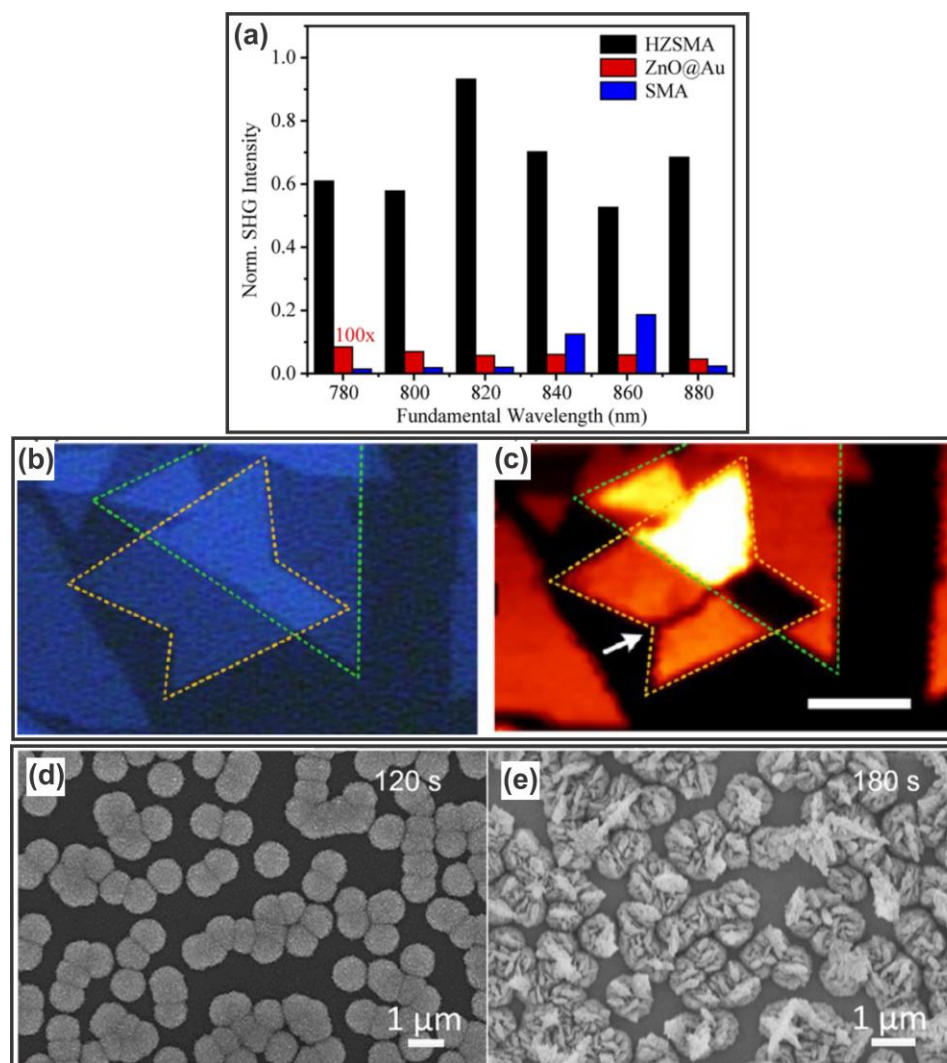 (a)
HZSMA
ZnO@Au
SMA
1.0
0.8
0.6
0.4
0.2
0.0
Norm. SHG Intensity
100x
780 800 820 840 860 880
Fundamental Wavelength (nm)
(b)
(c)
(d)
120 s
1 μm
(e)
180 s
1 μm